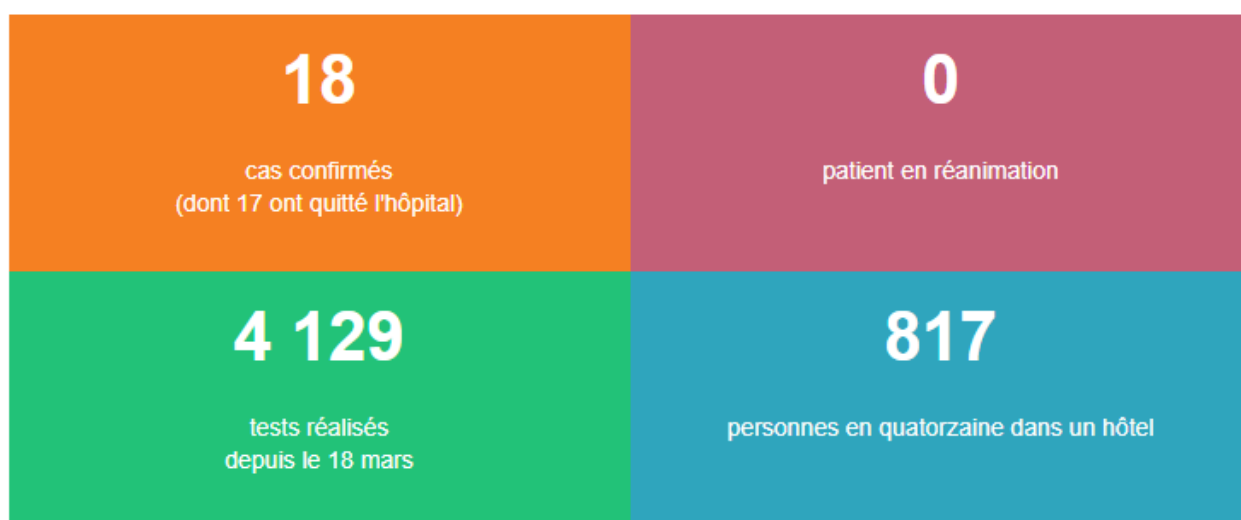 18
cas confirmés
(dont 17 ont quitté l'hôpital)
0
patient en réanimation
4 129
tests réalisés
depuis le 18 mars
817
personnes en quatorzaine dans un hôtel